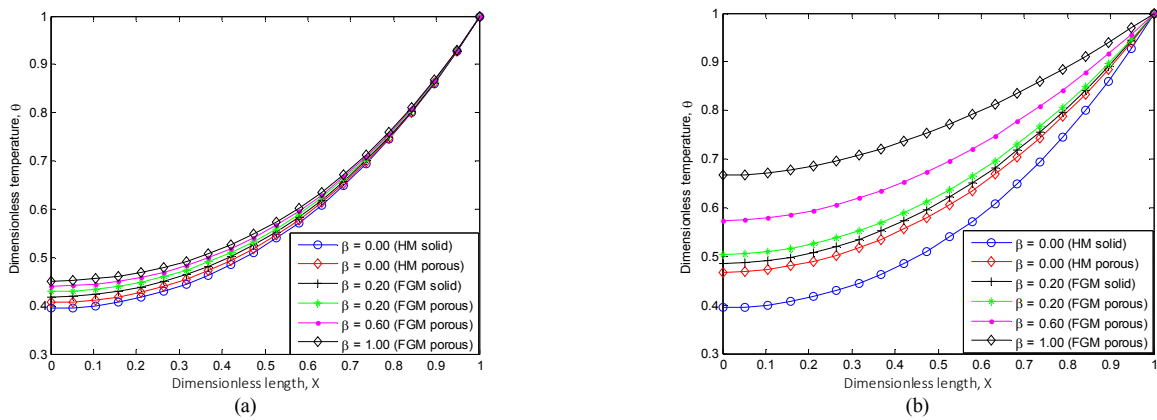 1
0.9
0.8
0.7
0.6
0.5
0.4
0.3
Dimensionless temperature, θ
0 0.1 0.2 0.3 0.4 0.5 0.6 0.7 0.8 0.9 1
Dimensionless length, X
β = 0.00 (HM solid)
β = 0.00 (HM porous)
β = 0.20 (FGM solid)
β = 0.20 (FGM porous)
β = 0.60 (FGM porous)
β = 1.00 (FGM porous)
(a)
1
0.9
0.8
0.7
0.6
0.5
0.4
0.3
Dimensionless temperature, θ
0 0.1 0.2 0.3 0.4 0.5 0.6 0.7 0.8 0.9 1
Dimensionless length, X
β = 0.00 (HM solid)
β = 0.00 (HM porous)
β = 0.20 (FGM solid)
β = 0.20 (FGM porous)
β = 0.60 (FGM porous)
β = 1.00 (FGM porous)
(b)